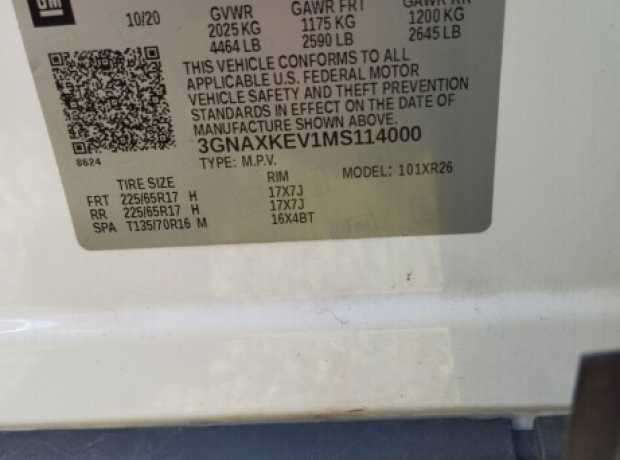 GM
10/20
GVWR GAWR FRT GAWR RR
2025 KG 1175 KG 1200 KG
4464 LB 2590 LB 2645 LB
THIS VEHICLE CONFORMS TO ALL
APPLICABLE U.S. FEDERAL MOTOR
VEHICLE SAFETY AND THEFT PREVENTION
STANDARDS IN EFFECT ON THE DATE OF
MANUFACTURE SHOWN ABOVE.
3GNAXKEV1MS114000
8624
TYPE: M.P.V. MODEL: 101XR26
TIRE SIZE RIM
FRT 225/65R17 H 17X7J
RR 225/65R17 H 17X7J
SPA T135/70R16 M 16X4BT